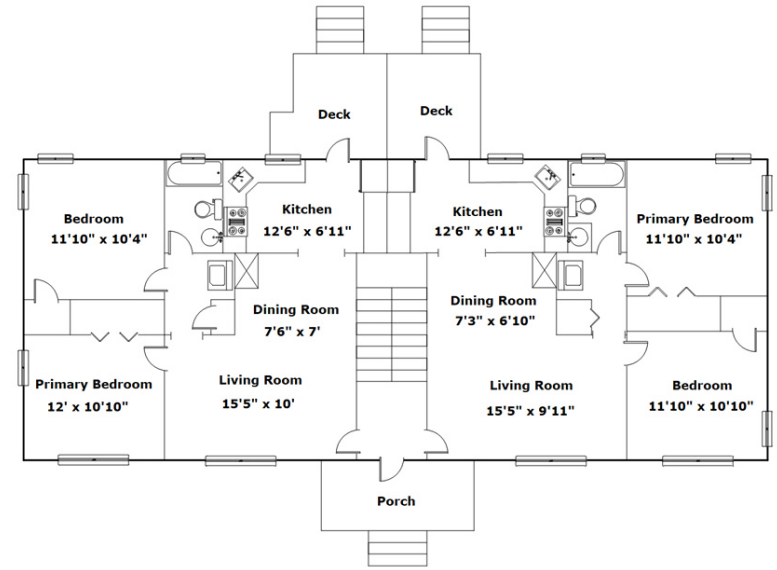 Deck
Deck
Bedroom
11'10" x 10'4"
Kitchen
12'6" x 6'11"
Kitchen
12'6" x 6'11"
Primary Bedroom
11'10" x 10'4"
Dining Room
7'6" x 7'
Dining Room
7'3" x 6'10"
Primary Bedroom
12' x 10'10"
Living Room
15'5" x 10'
Living Room
15'5" x 9'11"
Bedroom
11'10" x 10'10"
Porch